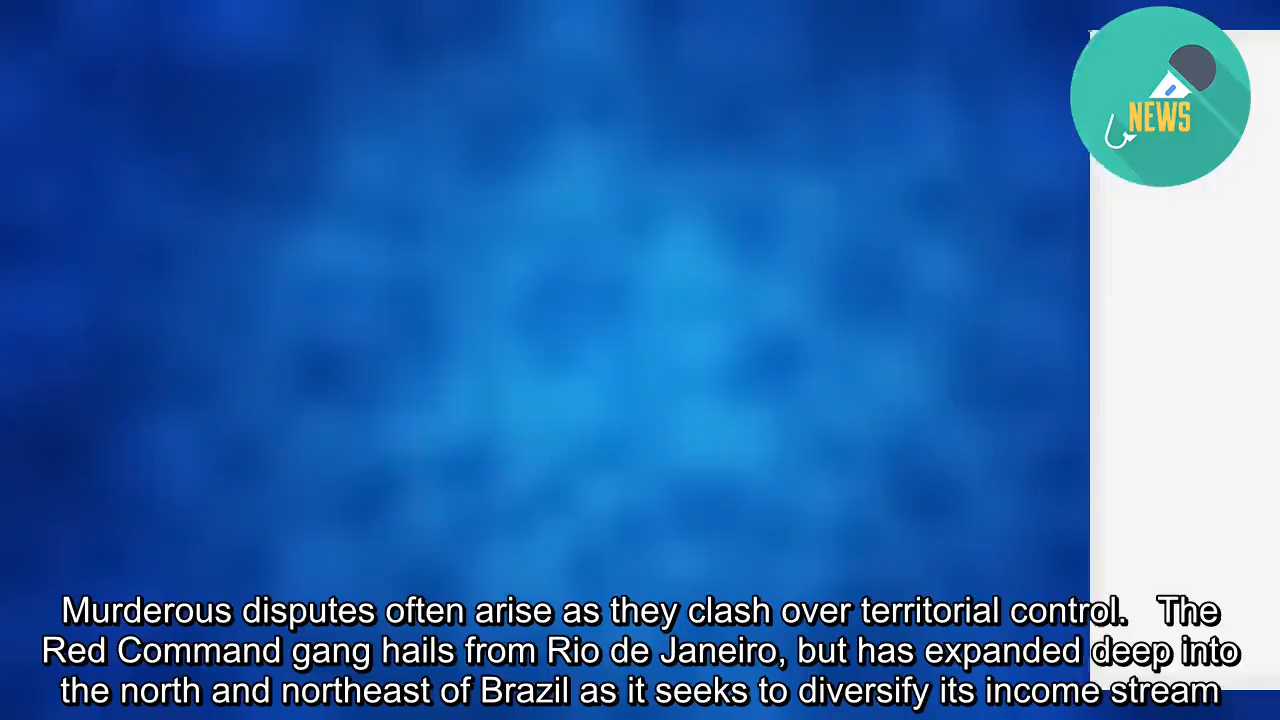 NEWS
Murderous disputes often arise as they clash over territorial control. The
Red Command gang hails from Rio de Janeiro, but has expanded deep into
the north and northeast of Brazil as it seeks to diversify its income stream